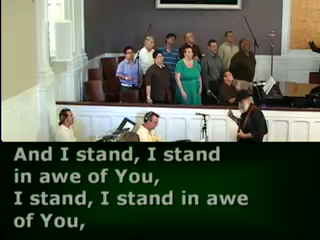 And I stand, I stand
in awe of You,
I stand, I stand in awe
of You,